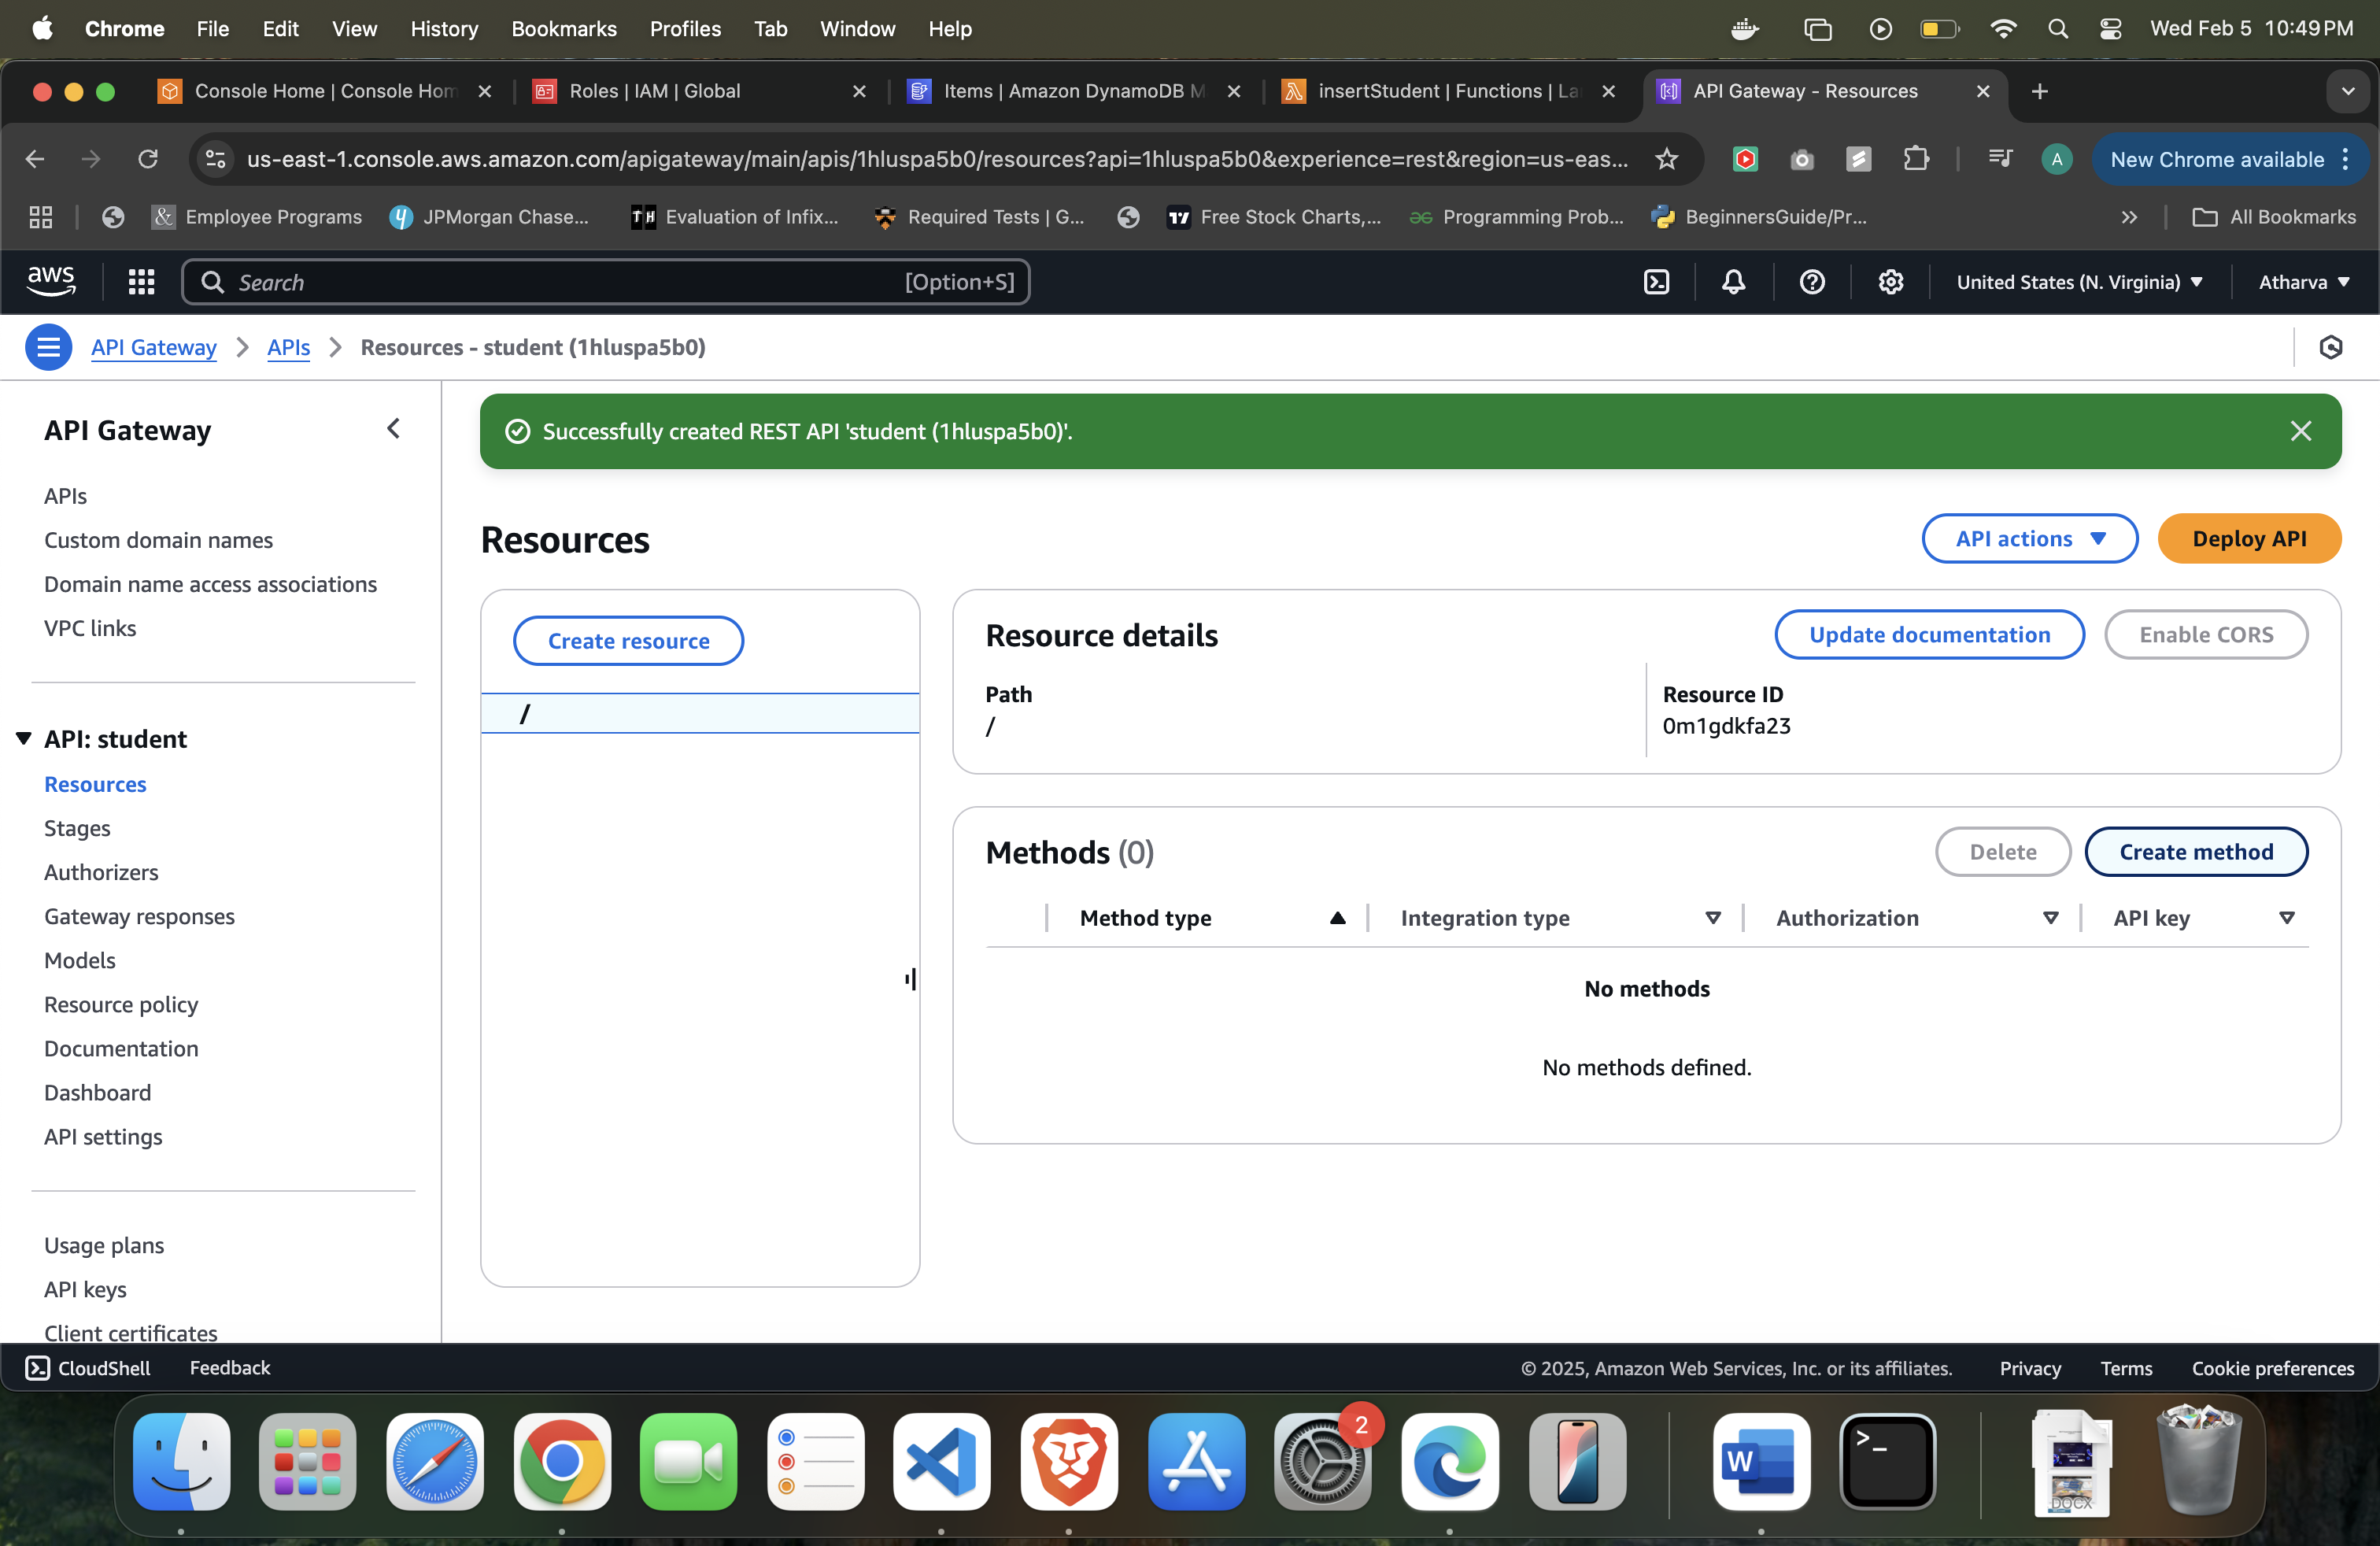 Chrome File Edit View History Bookmarks Profiles Tab Window Help Wed Feb 5 10:49 PM
Console Home | Console Hom Roles | IAM | Global Items | Amazon DynamoDB M insertStudent | Functions | La API Gateway - Resources
us-east-1.console.aws.amazon.com/apigateway/main/apis/1hluspa5b0/resources?api=1hluspa5b0&experience=rest&region=us-eas... A New Chrome available
Employee Programs JPMorgan Chase... Evaluation of Infix... Required Tests | G... Free Stock Charts,... Programming Prob... BeginnersGuide/Pr... All Bookmarks
aws Search [Option+S] United States (N. Virginia) Atharva
API Gateway APIs Resources - student (1hluspa5b0)
API Gateway
APIs
Custom domain names
Domain name access associations
VPC links
API: student
Resources
Stages
Authorizers
Gateway responses
Models
Resource policy
Documentation
Dashboard
API settings
Usage plans
API keys
Client certificates
Successfully created REST API 'student (1hluspa5b0)'.
Resources
API actions Deploy API
Create resource
/
Resource details
Update documentation Enable CORS
Path
/
Resource ID
0m1gdkfa23
Methods (0)
Delete Create method
Method type Integration type Authorization API key
No methods
No methods defined.
CloudShell Feedback © 2025, Amazon Web Services, Inc. or its affiliates. Privacy Terms Cookie preferences
2
W
DOCX